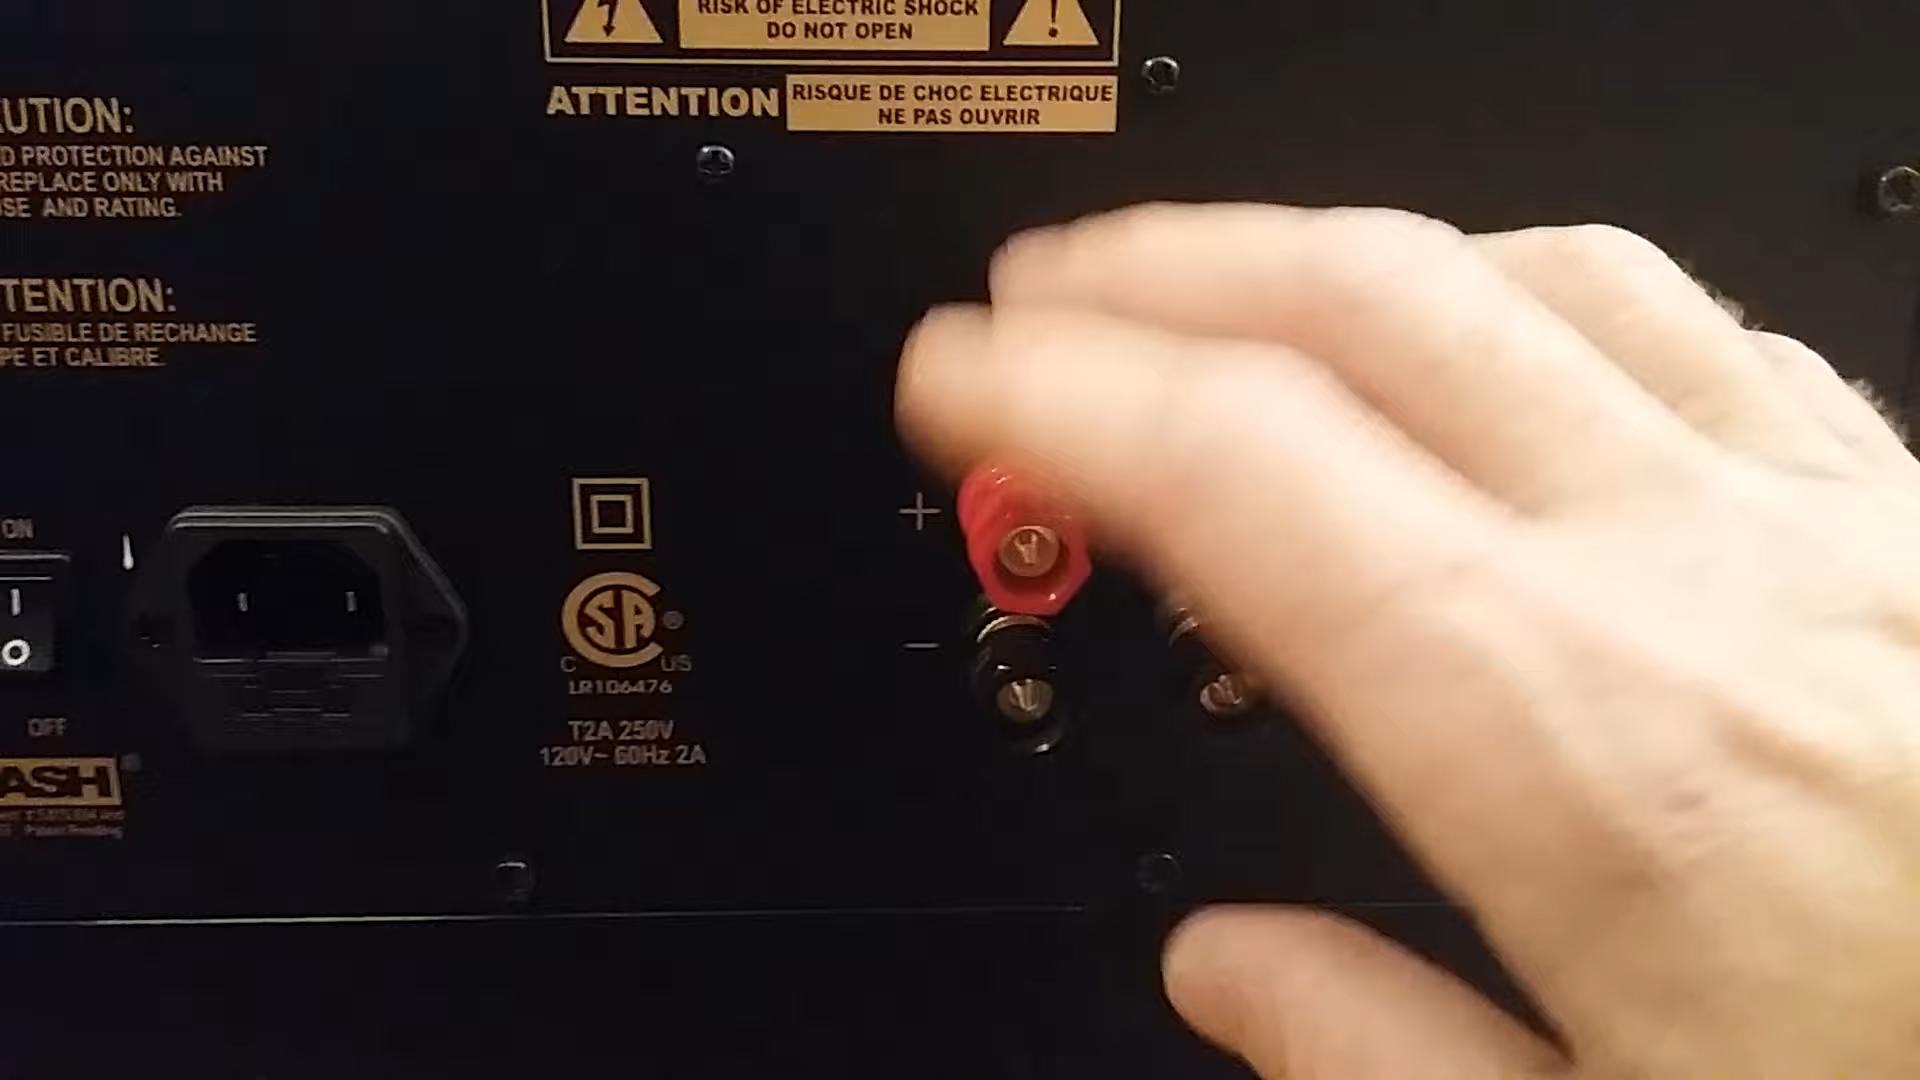 RISK OF ELECTRIC SHOCK
DO NOT OPEN
ATTENTION
RISQUE DE CHOC ELECTRIQUE
NE PAS OUVRIR
UTION:
D PROTECTION AGAINST
REPLACE ONLY WITH
SE AND RATING.
TENTION:
FUSIBLE DE RECHANGE
PE ET CALIBRE.
ON
OFF
ASH
+
−
CSA ®
C US
LR106476
T2A 250V
120V~ 60Hz 2A